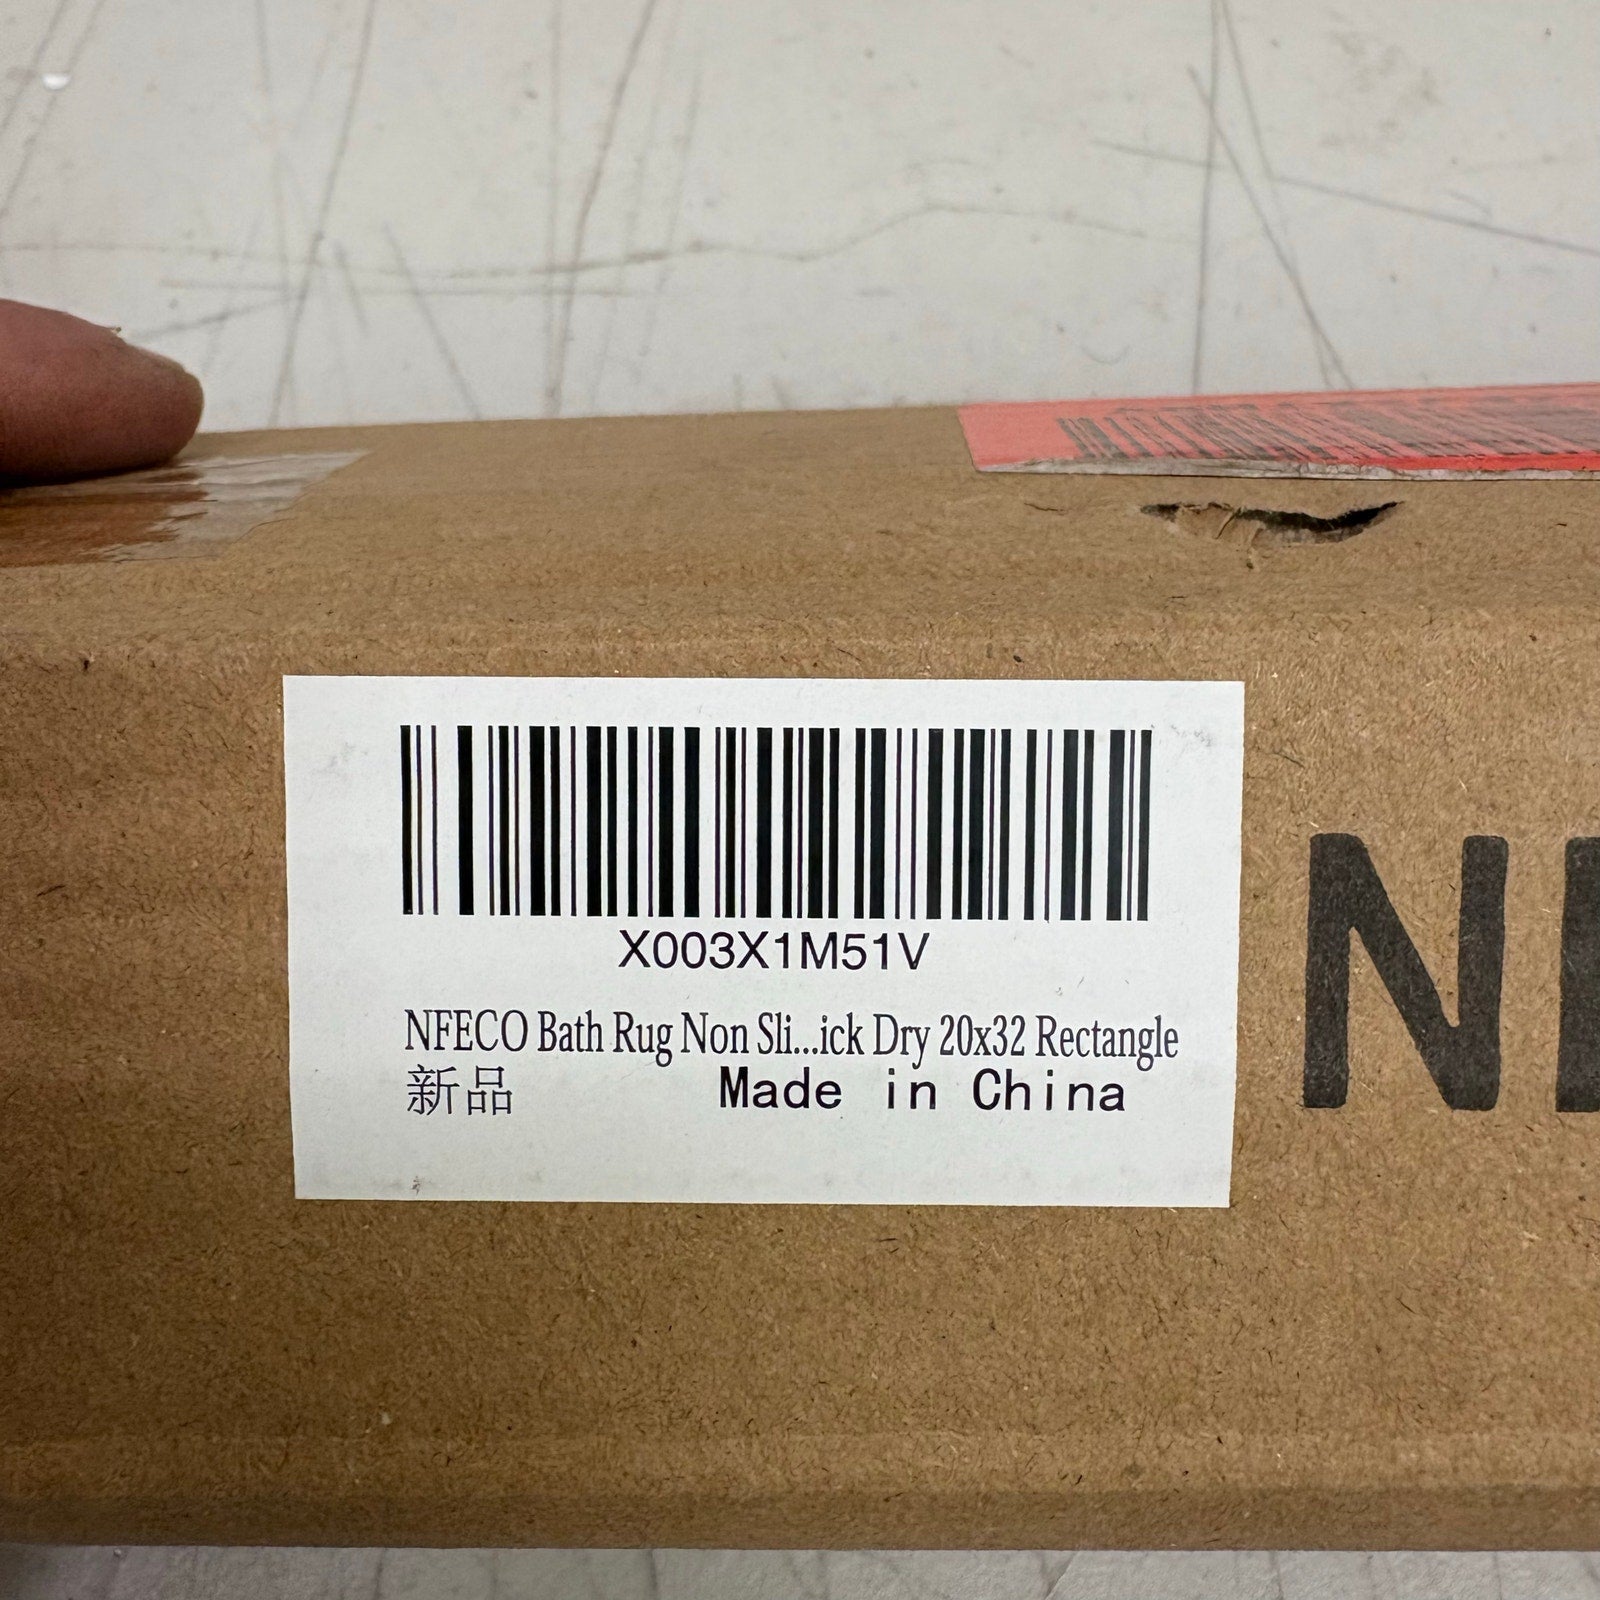 X003X1M51V
NFECO Bath Rug Non Sli...ick Dry 20x32 Rectangle
新品 Made in China
N